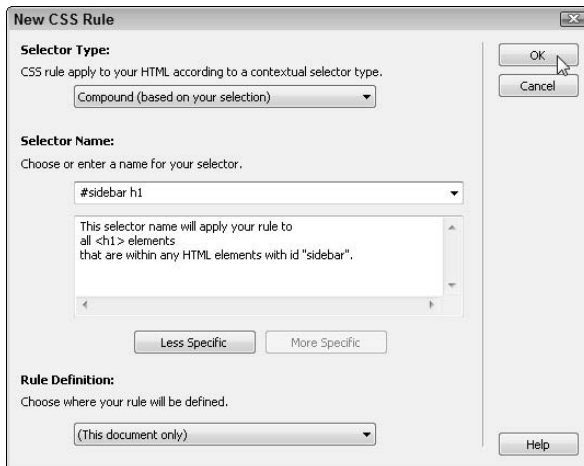 New CSS Rule
Selector Type:
OK
CSS rule apply to your HTML according to a contextual selector type.
Cancel
Compound (based on your selection)
Selector Name:
Choose or enter a name for your selector.
#sidebar h1
This selector name will apply your rule to
all <h1> elements
that are within any HTML elements with id "sidebar".
Less Specific
More Specific
Rule Definition:
Choose where your rule will be defined.
(This document only)
Help